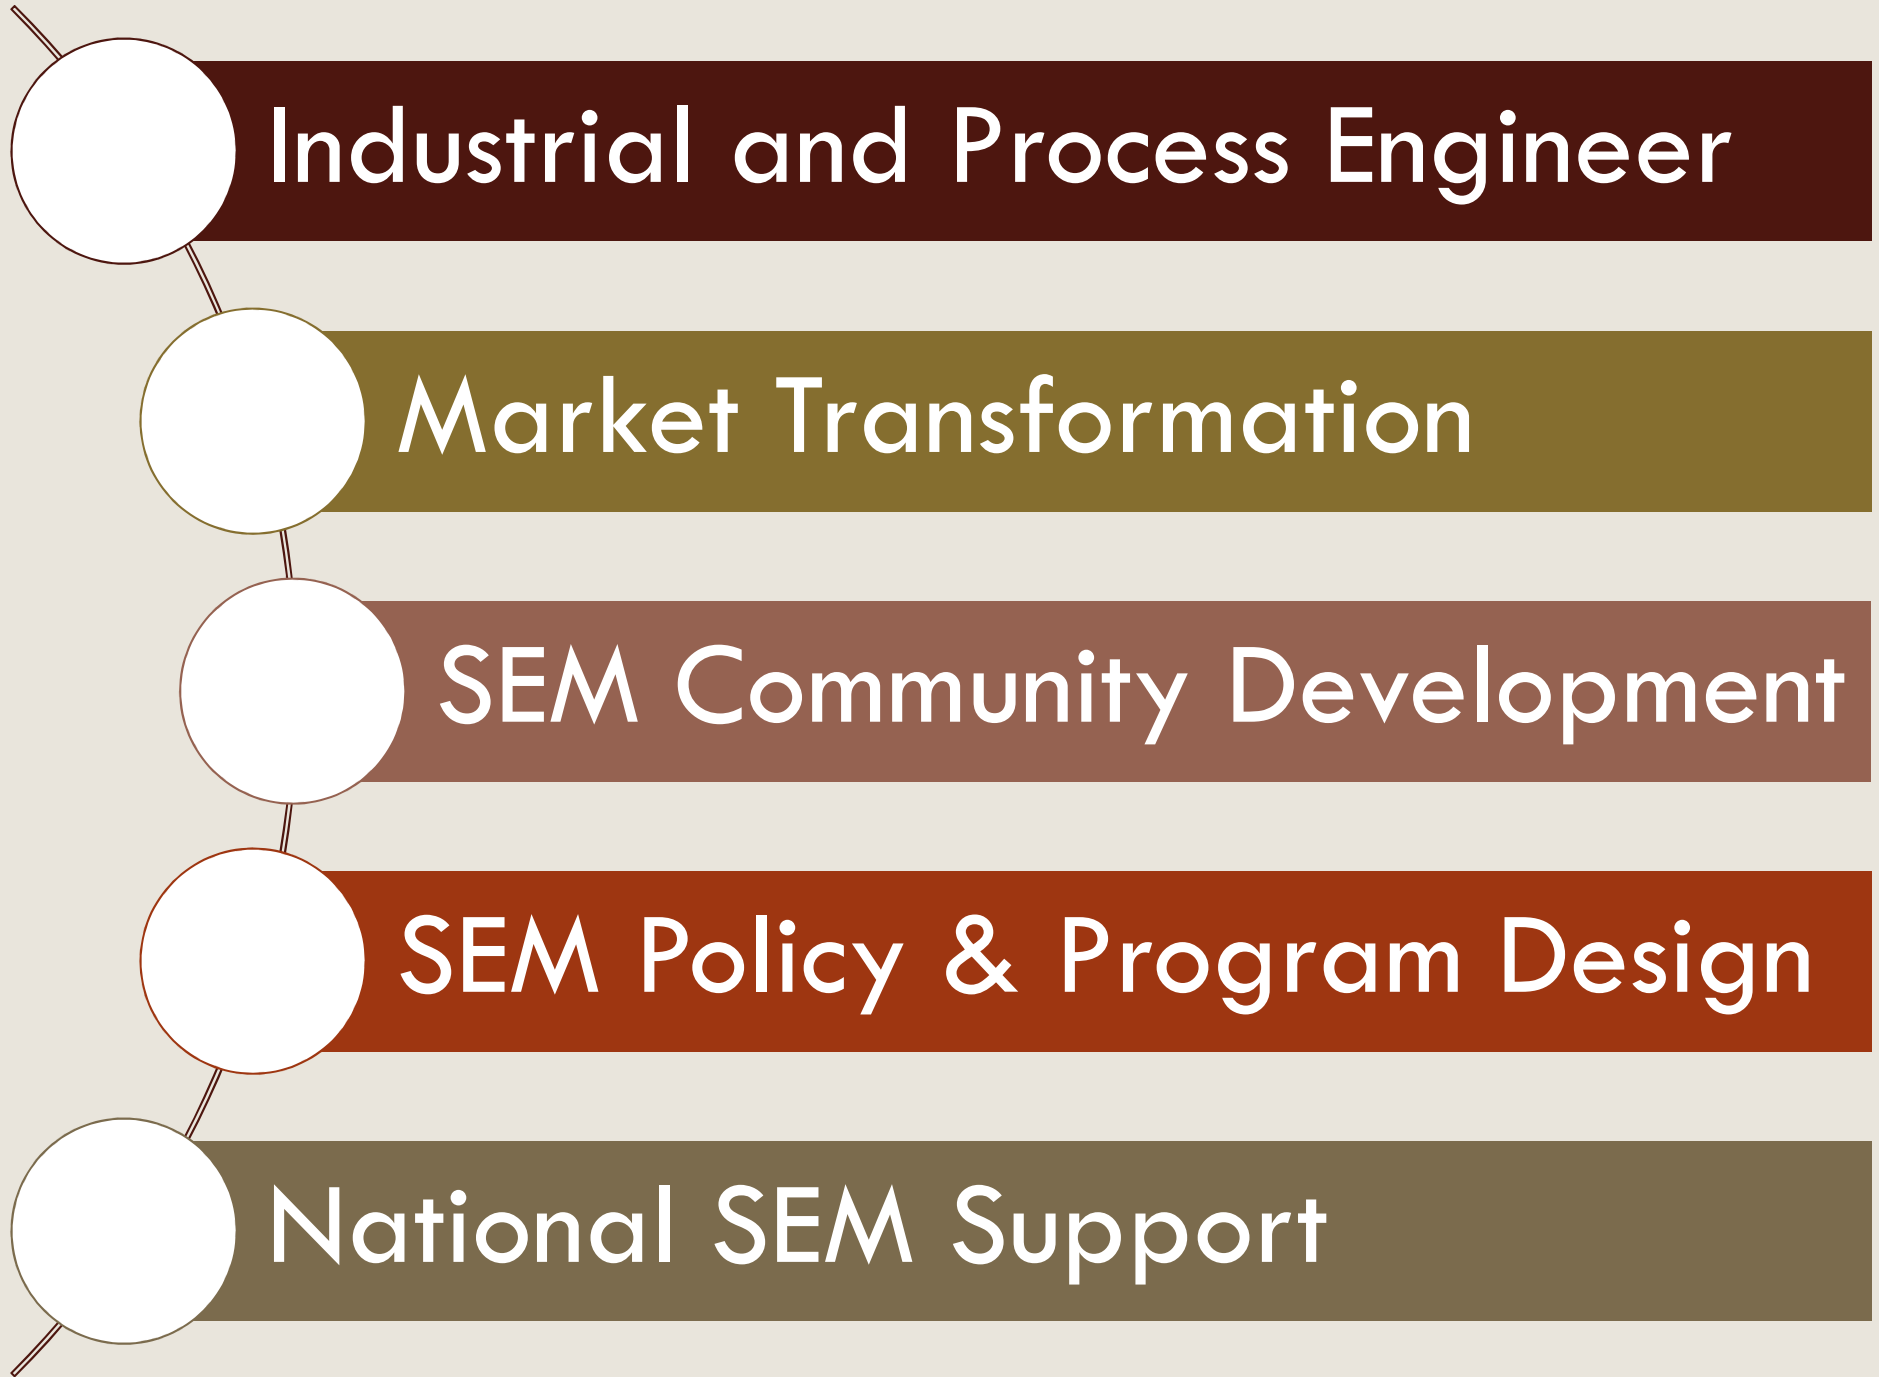 Industrial and Process Engineer
Market Transformation
SEM Community Development
SEM Policy & Program Design
National SEM Support